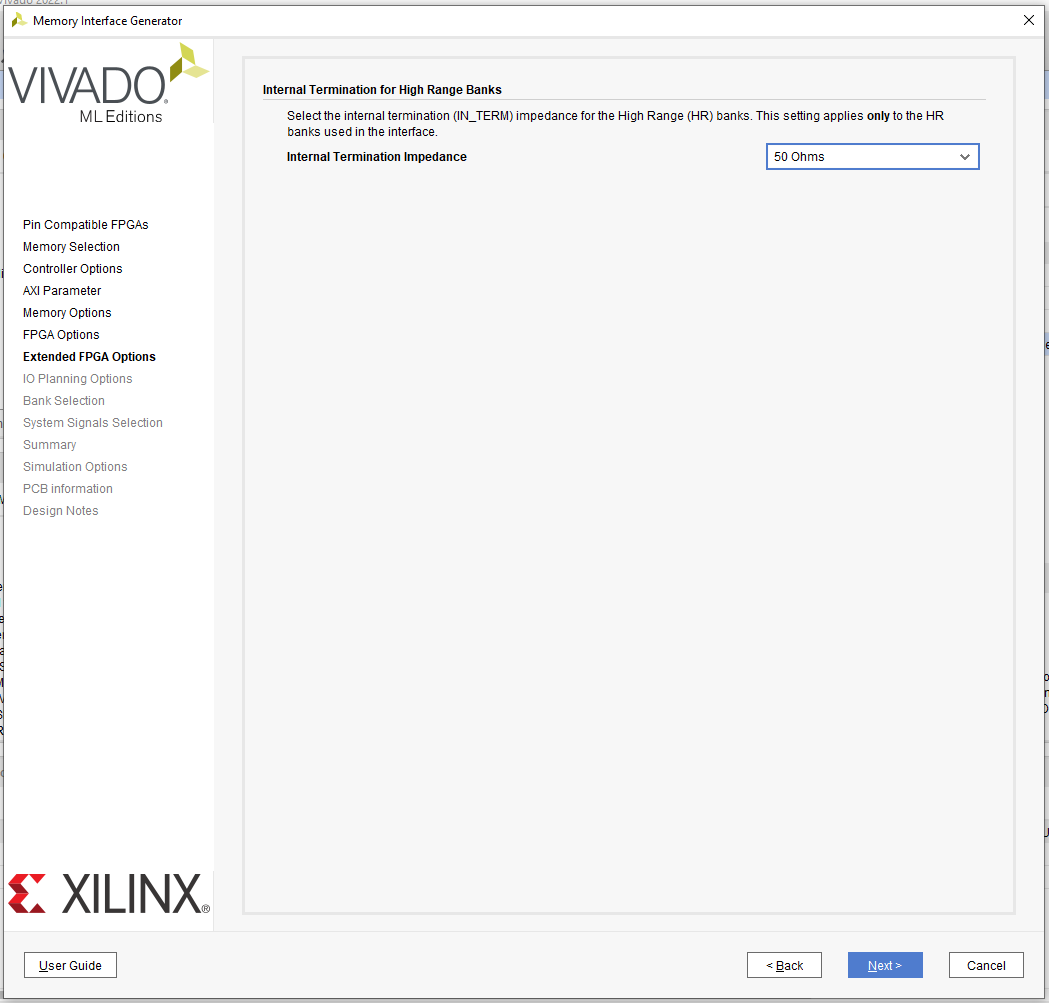 Vivado 2022.1
Memory Interface Generator
VIVADO.
ML Editions
Pin Compatible FPGAs
Memory Selection
Controller Options
AXI Parameter
Memory Options
FPGA Options
Extended FPGA Options
IO Planning Options
Bank Selection
System Signals Selection
Summary
Simulation Options
PCB information
Design Notes
XILINX®
Internal Termination for High Range Banks
Select the internal termination (IN_TERM) impedance for the High Range (HR) banks. This setting applies only to the HR
banks used in the interface.
Internal Termination Impedance
50 Ohms
User Guide
< Back
Next >
Cancel